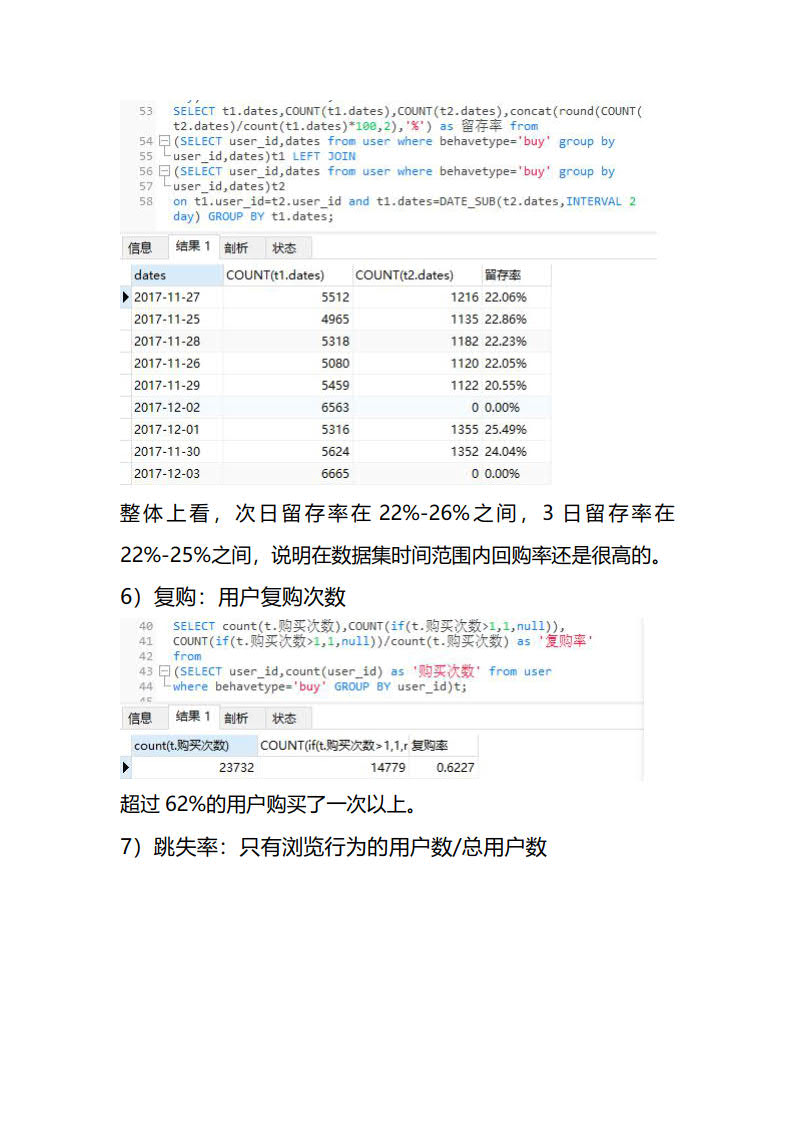 53 SELECT t1.dates,COUNT(t1.dates),COUNT(t2.dates),concat(round(COUNT(
t2.dates)/count(t1.dates)*100,2),'%') as 留存率 from
54 (SELECT user_id,dates from user where behavetype='buy' group by
55 user_id,dates)t1 LEFT JOIN
56 (SELECT user_id,dates from user where behavetype='buy' group by
57 user_id,dates)t2
58 on t1.user_id=t2.user_id and t1.dates=DATE_SUB(t2.dates,INTERVAL 2
day) GROUP BY t1.dates;
信息 结果 1 剖析 状态
dates COUNT(t1.dates) COUNT(t2.dates) 留存率
2017-11-27 5512 1216 22.06%
2017-11-25 4965 1135 22.86%
2017-11-28 5318 1182 22.23%
2017-11-26 5080 1120 22.05%
2017-11-29 5459 1122 20.55%
2017-12-02 6563 0 0.00%
2017-12-01 5316 1355 25.49%
2017-11-30 5624 1352 24.04%
2017-12-03 6665 0 0.00%
整体上看，次日留存率在 22%-26%之间，3 日留存率在
22%-25%之间，说明在数据集时间范围内回购率还是很高的。
6）复购：用户复购次数
40 SELECT count(t.购买次数),COUNT(if(t.购买次数>1,1,null)),
41 COUNT(if(t.购买次数>1,1,null))/count(t.购买次数) as '复购率'
42 from
43 (SELECT user_id,count(user_id) as '购买次数' from user
44 where behavetype='buy' GROUP BY user_id)t;
信息 结果 1 剖析 状态
count(t.购买次数) COUNT(if(t.购买次数>1,1,r 复购率
23732 14779 0.6227
超过 62%的用户购买了一次以上。
7）跳失率：只有浏览行为的用户数/总用户数